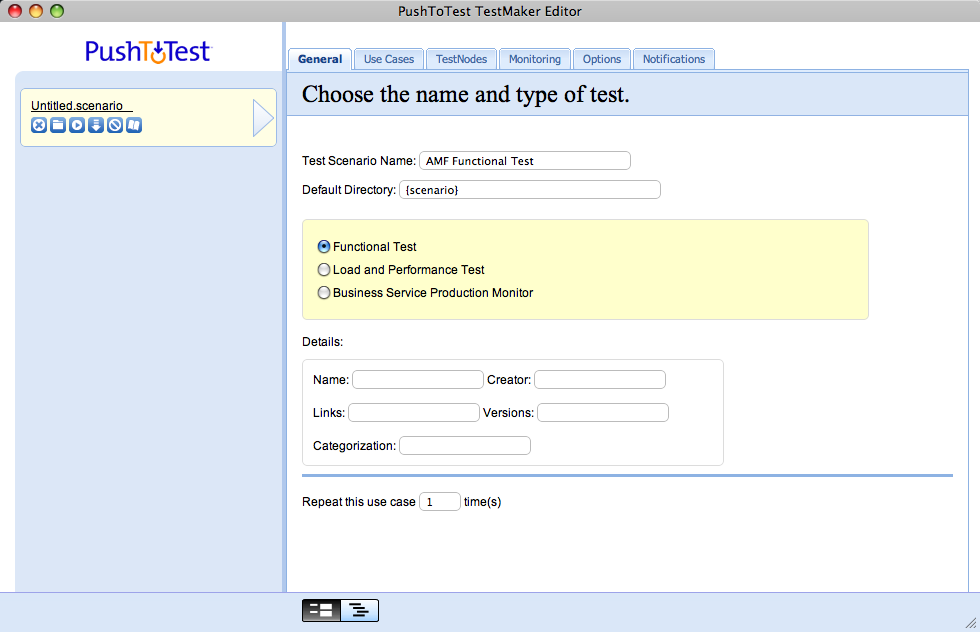 PushToTest TestMaker Editor
PushToTest
Untitled.scenario
General Use Cases TestNodes Monitoring Options Notifications
Choose the name and type of test.
Test Scenario Name: AMF Functional Test
Default Directory: {scenario}
Functional Test
Load and Performance Test
Business Service Production Monitor
Details:
Name: Creator:
Links: Versions:
Categorization:
Repeat this use case 1 time(s)